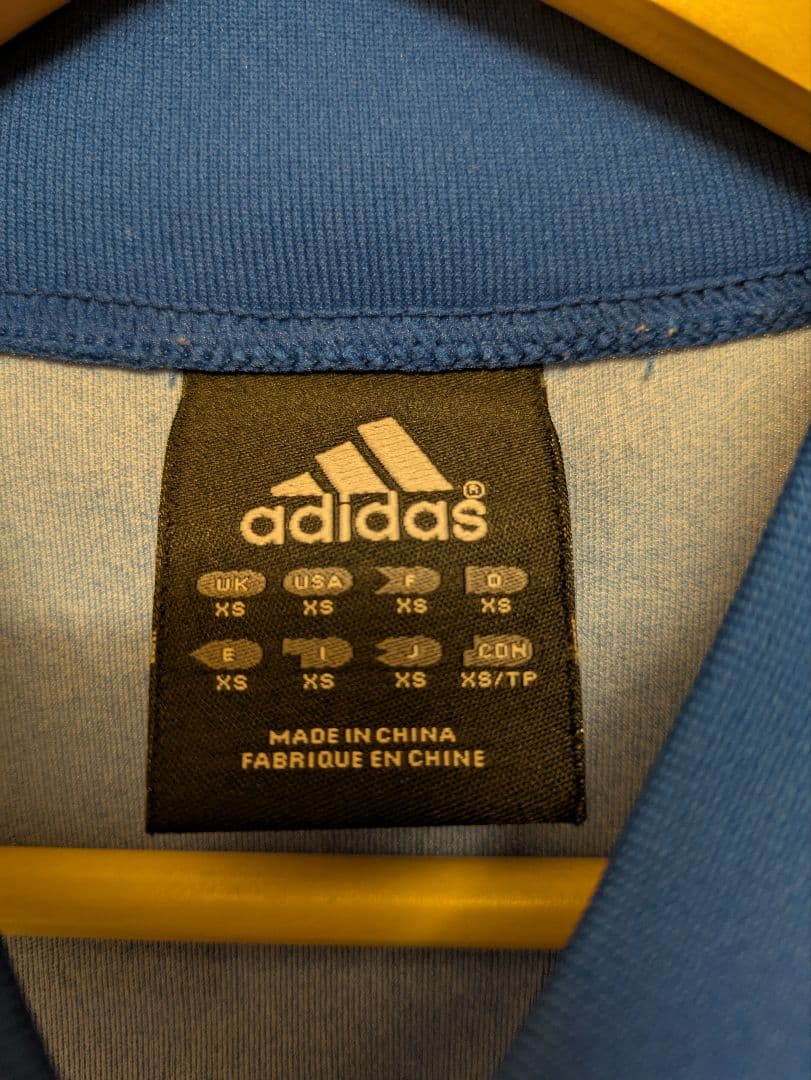 adidas®
UK USA F D
XS XS XS XS
E I J CDN
XS XS XS XS/TP
MADE IN CHINA
FABRIQUE EN CHINE